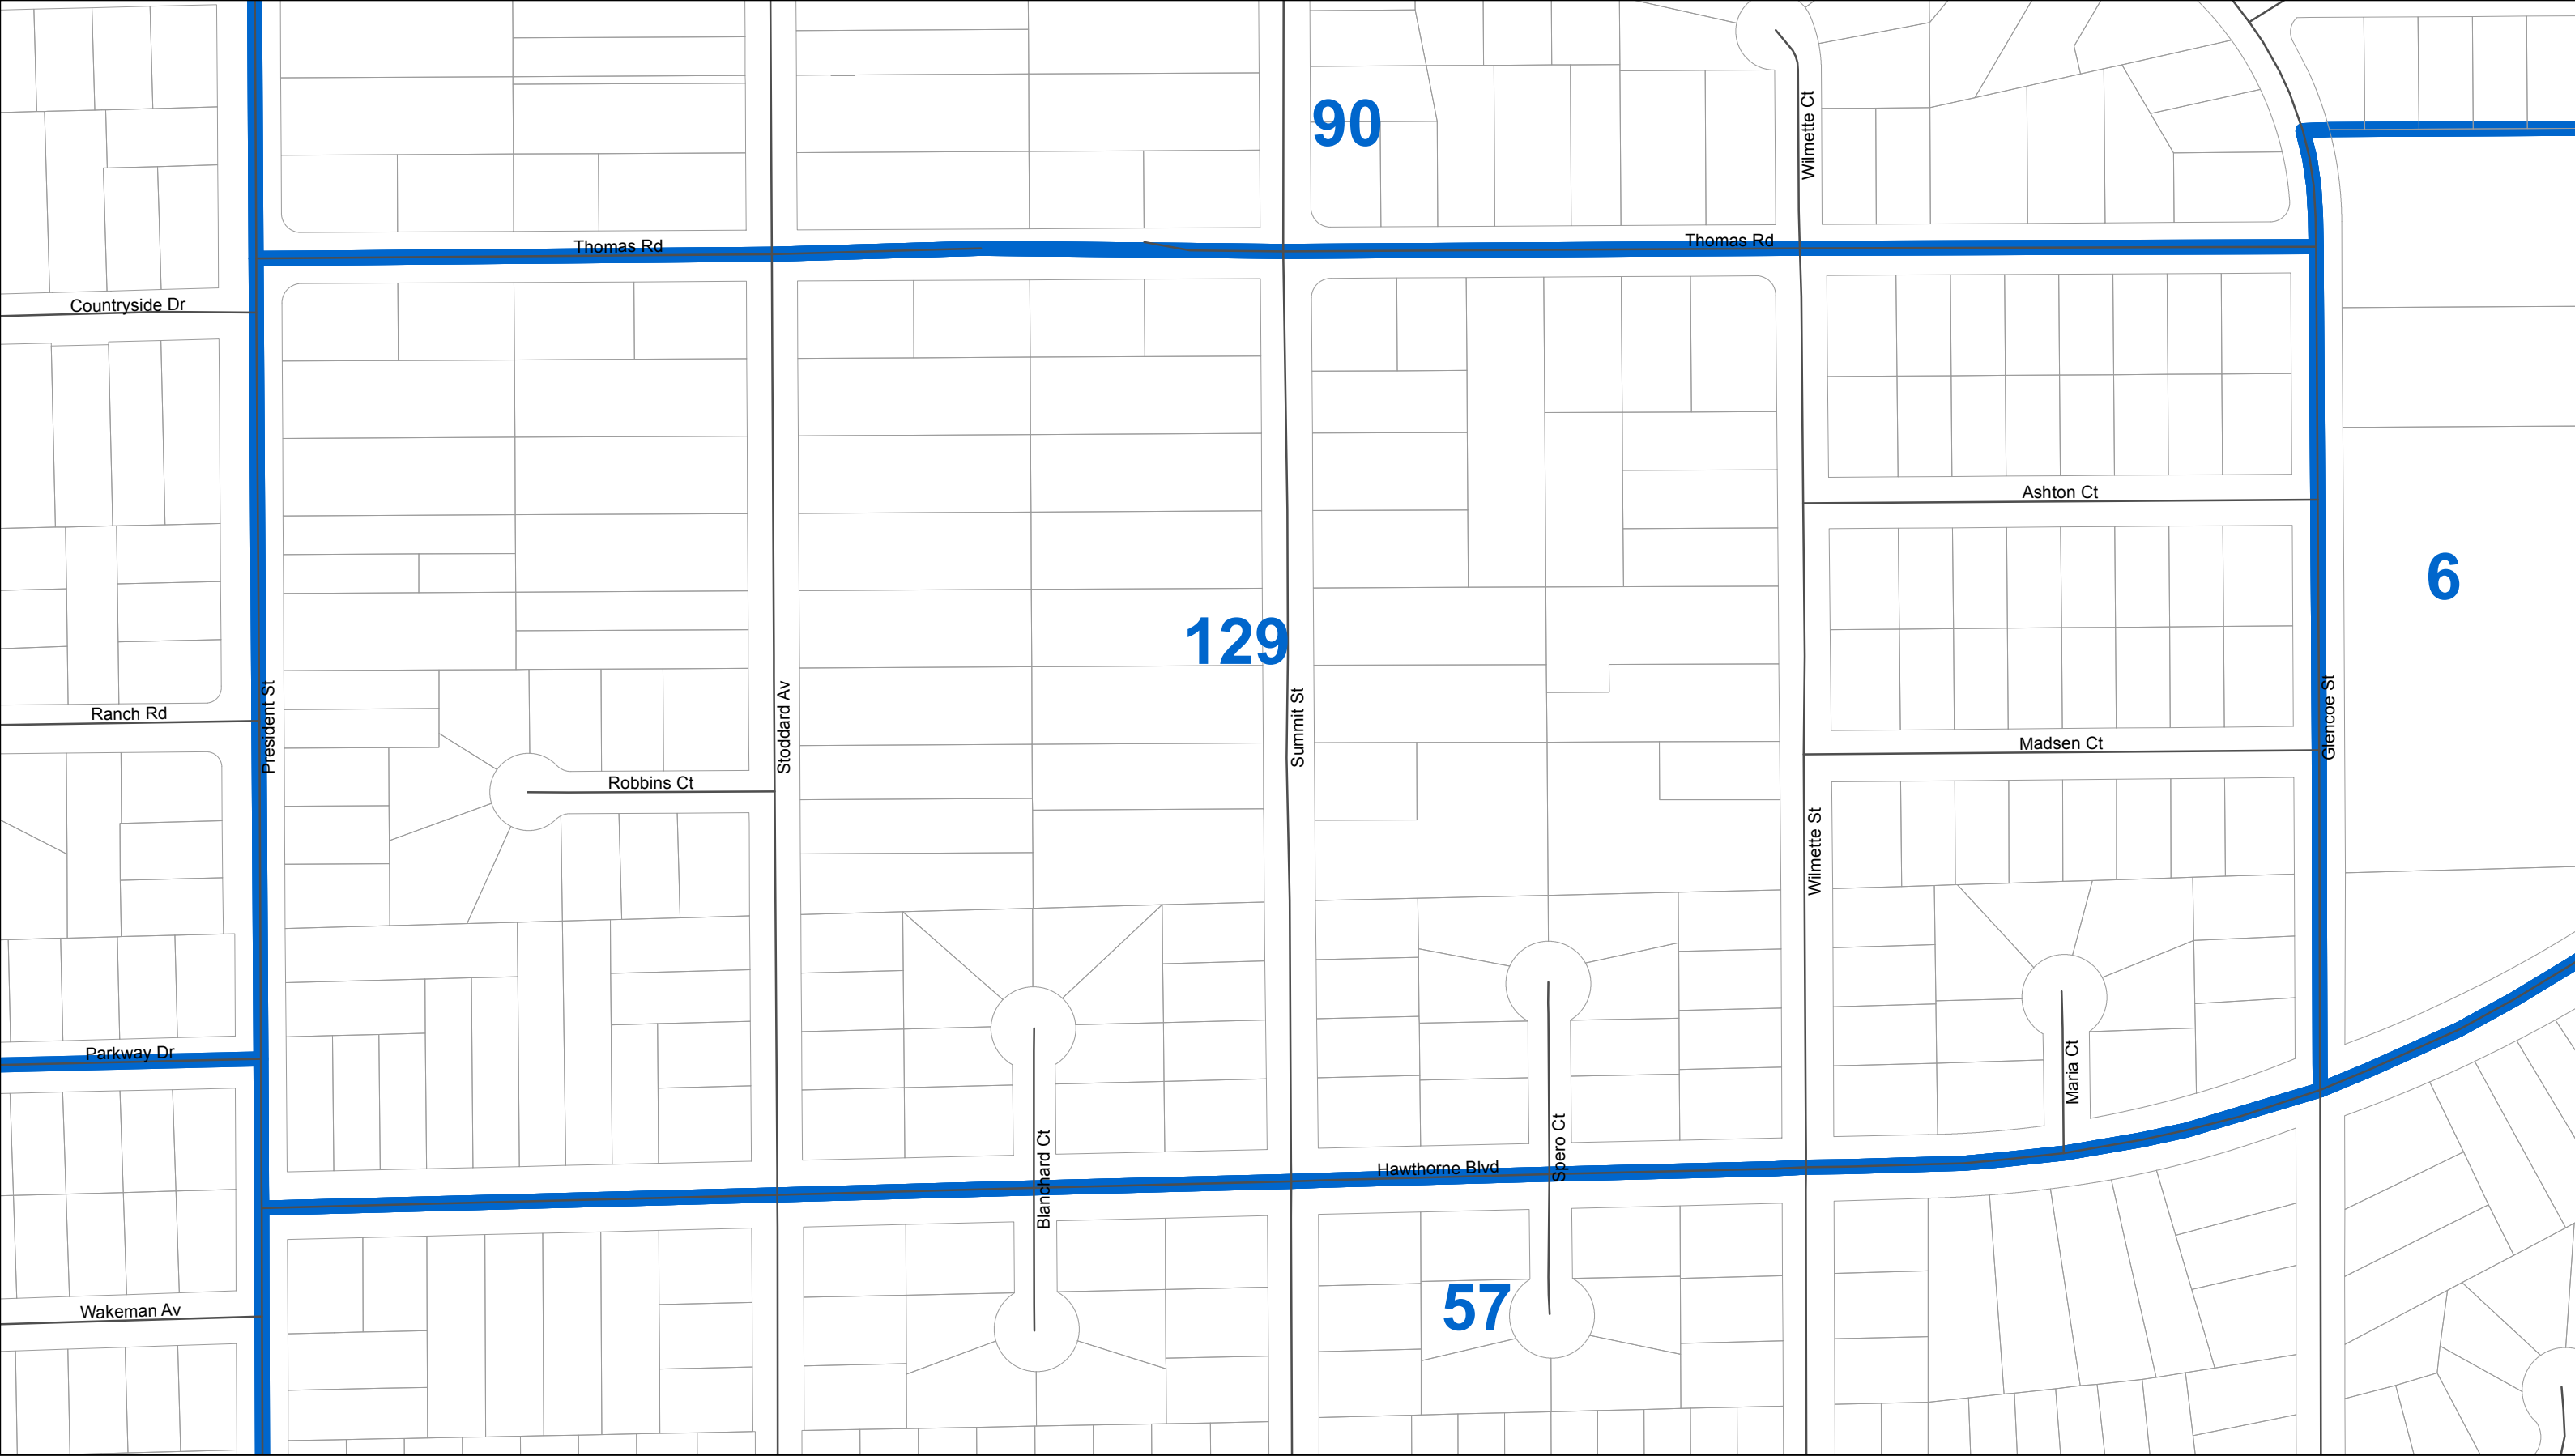 90
Wilmette Ct
Thomas Rd
Thomas Rd
Countryside Dr
Ashton Ct
6
129
President St
Stoddard Av
Summit St
Glencoe St
Ranch Rd
Madsen Ct
Robbins Ct
Wilmette St
Parkway Dr
Maria Ct
Blanchard Ct
Spero Ct
Hawthorne Blvd
57
Wakeman Av